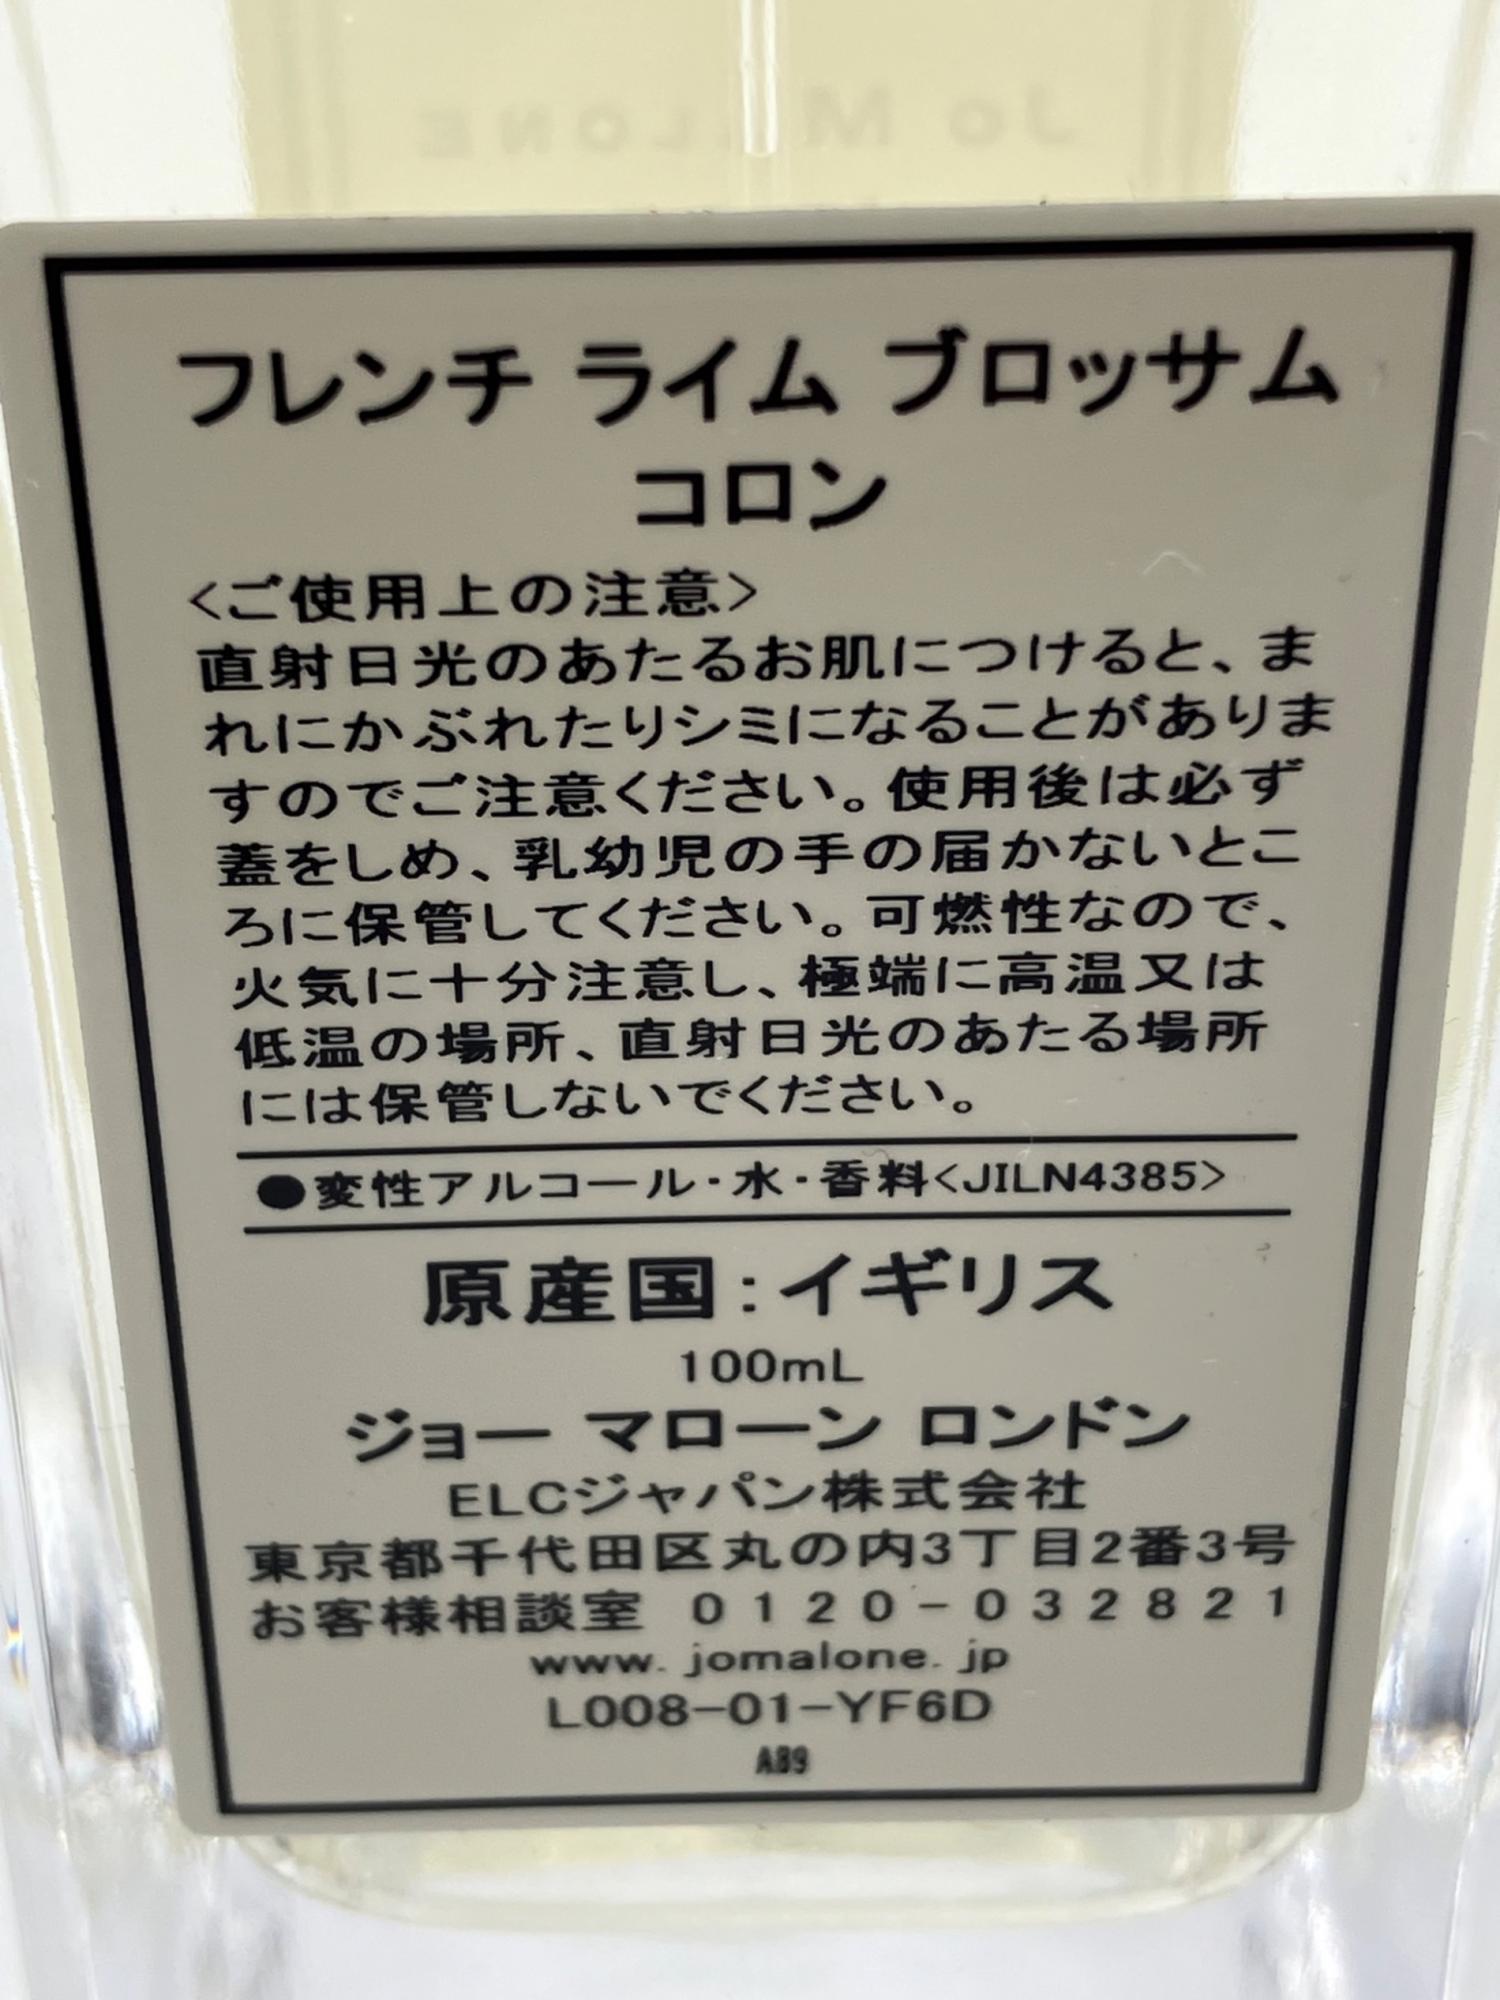 フレンチ ライム ブロッサム
コロン
<ご使用上の注意>
直射日光のあたるお肌につけると、ま
れにかぶれたりシミになることがありま
すのでご注意ください。使用後は必ず
蓋をしめ、乳幼児の手の届かないとこ
ろに保管してください。可燃性なので、
火気に十分注意し、極端に高温又は
低温の場所、直射日光のあたる場所
には保管しないでください。
●変性アルコール・水・香料<JILN4385>
原産国:イギリス
100mL
ジョー マローン ロンドン
ELCジャパン株式会社
東京都千代田区丸の内3丁目2番3号
お客様相談室 0120-032821
www.jomalone.jp
L008-01-YF6D